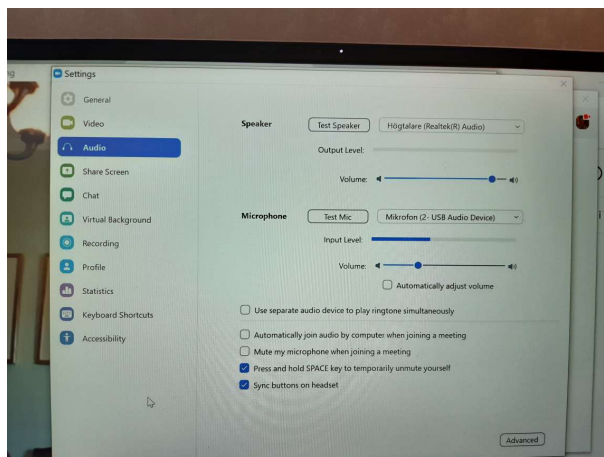 Settings
General
Video
Audio
Share Screen
Chat
Virtual Background
Recording
Profile
Statistics
Keyboard Shortcuts
Accessibility
Speaker
Test Speaker
Högtalare (Realtek(R) Audio)
Output Level:
Volume:
Microphone
Test Mic
Mikrofon (2- USB Audio Device)
Input Level:
Volume:
Automatically adjust volume
Use separate audio device to play ringtone simultaneously
Automatically join audio by computer when joining a meeting
Mute my microphone when joining a meeting
Press and hold SPACE key to temporarily unmute yourself
Sync buttons on headset
Advanced